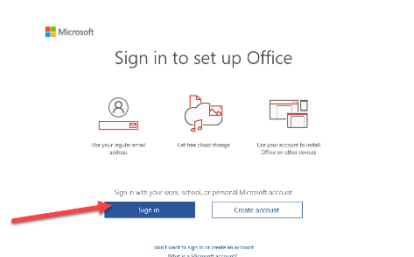 Microsoft
Sign in to set up Office
Use your regular email
address
Get free cloud storage
Use your account to install
Office on other devices
Sign in with your work, school, or personal Microsoft account
Sign in
Create account
I don't want to sign in or create an account
What is a Microsoft account?